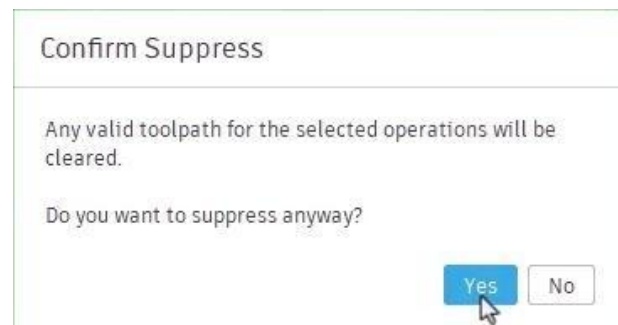 Confirm Suppress
Any valid toolpath for the selected operations will be
cleared.
Do you want to suppress anyway?
Yes No